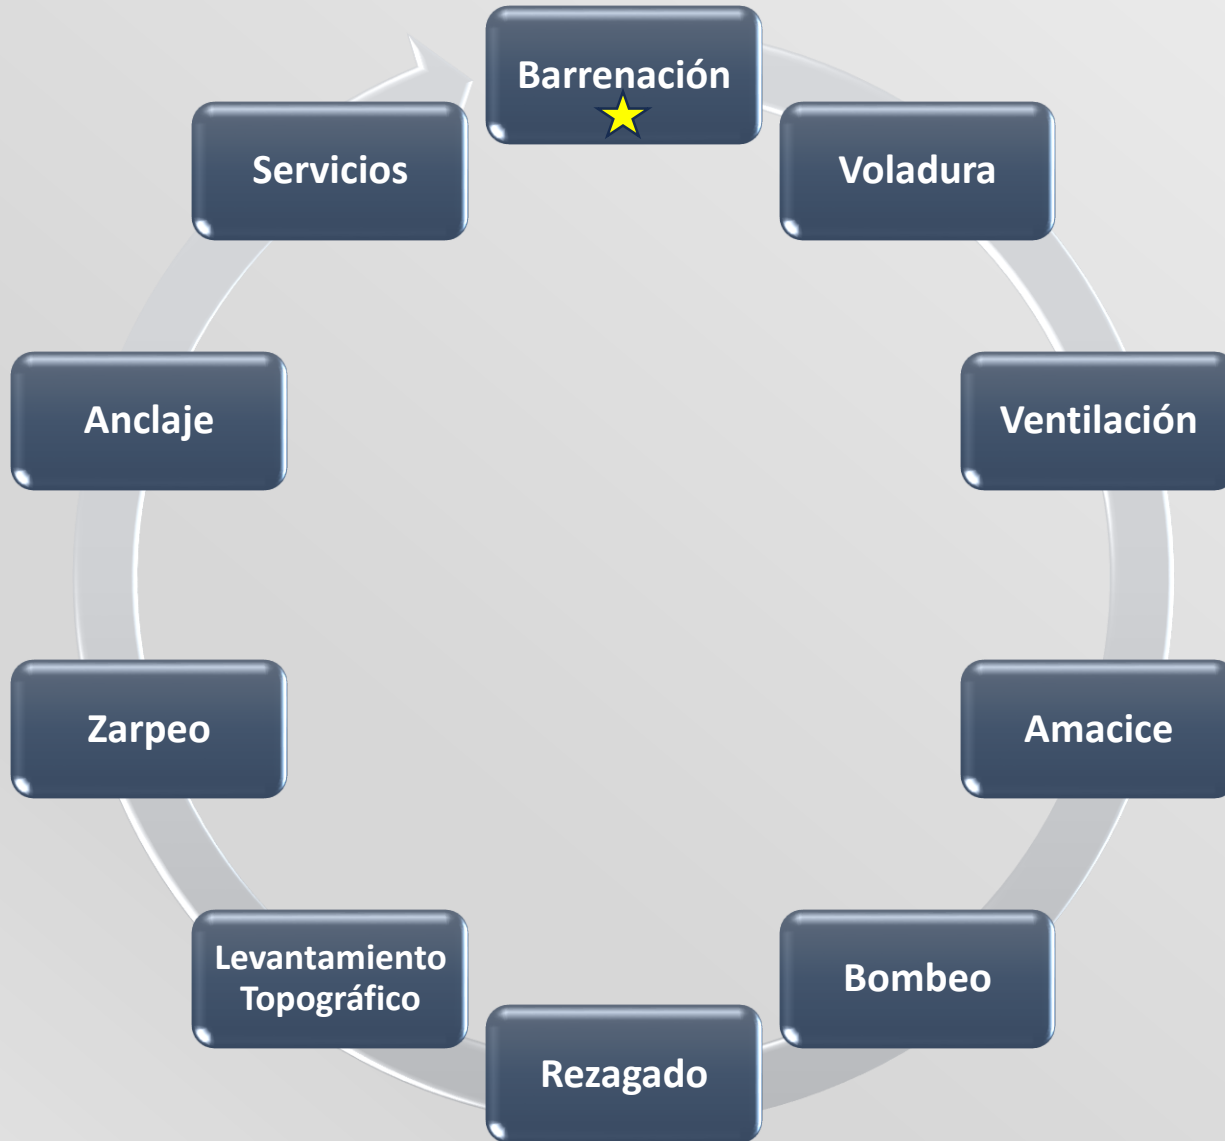 Barrenación
Voladura
Ventilación
Amacice
Bombeo
Rezagado
Levantamiento
Topográfico
Zarpeo
Anclaje
Servicios